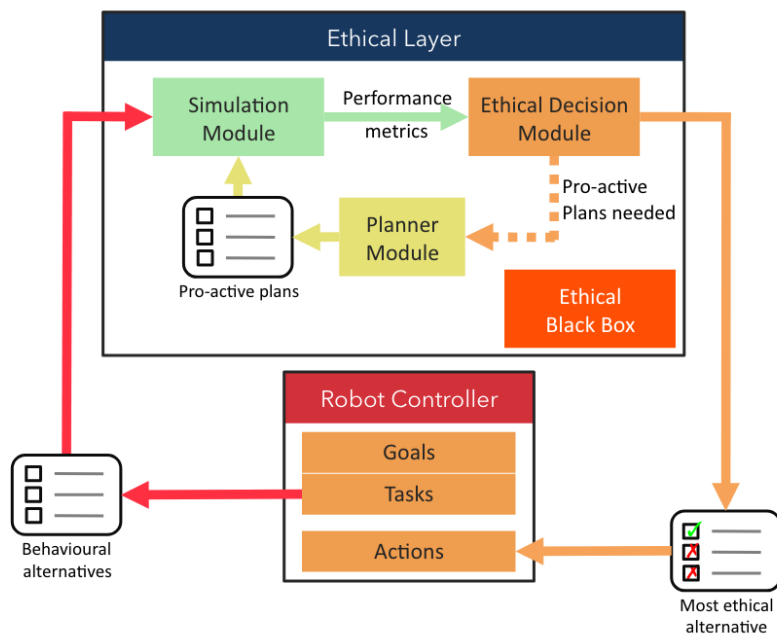 Ethical Layer
Simulation
Module
Performance
metrics
Ethical Decision
Module
Pro-active
Plans needed
Planner
Module
Pro-active plans
Ethical
Black Box
Robot Controller
Goals
Tasks
Actions
Behavioural
alternatives
Most ethical
alternative